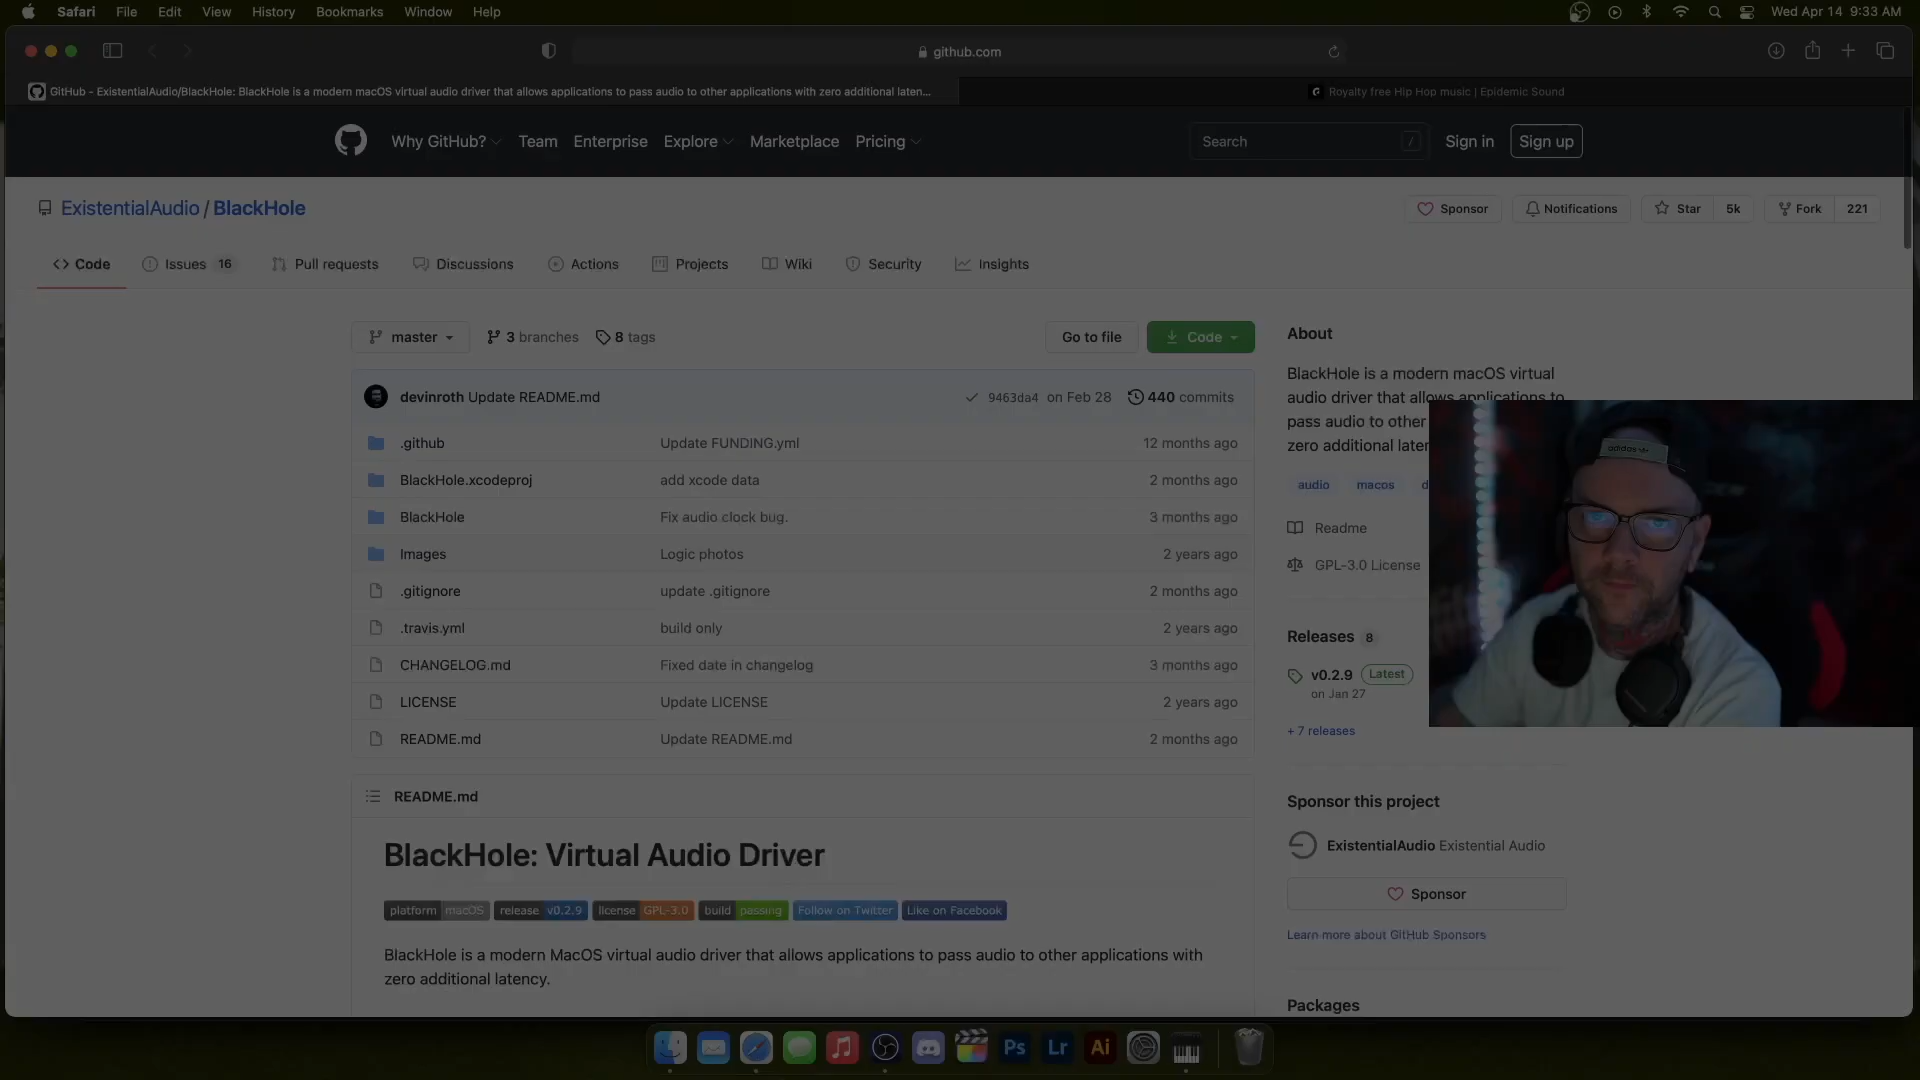 Safari File Edit View History Bookmarks Window Help
Wed Apr 14 9:33 AM
github.com
GitHub - ExistentialAudio/BlackHole: BlackHole is a modern macOS virtual audio driver that allows applications to pass audio to other applications with zero additional laten...
Royalty free Hip Hop music | Epidemic Sound
Why GitHub? Team Enterprise Explore Marketplace Pricing
Search /
Sign in
Sign up
ExistentialAudio / BlackHole
Sponsor
Notifications
Star 5k
Fork 221
Code
Issues 16
Pull requests
Discussions
Actions
Projects
Wiki
Security
Insights
master
3 branches
8 tags
Go to file
Code
devinroth Update README.md
9463da4 on Feb 28
440 commits
.github Update FUNDING.yml 12 months ago
BlackHole.xcodeproj add xcode data 2 months ago
BlackHole Fix audio clock bug. 3 months ago
Images Logic photos 2 years ago
.gitignore update .gitignore 2 months ago
.travis.yml build only 2 years ago
CHANGELOG.md Fixed date in changelog 3 months ago
LICENSE Update LICENSE 2 years ago
README.md Update README.md 2 months ago
README.md
BlackHole: Virtual Audio Driver
platform macOS release v0.2.9 license GPL-3.0 build passing Follow on Twitter Like on Facebook
BlackHole is a modern MacOS virtual audio driver that allows applications to pass audio to other applications with
zero additional latency.
About
BlackHole is a modern macOS virtual
audio driver that allows applications to
pass audio to other
zero additional laten
audio macos d
Readme
GPL-3.0 License
Releases 8
v0.2.9 Latest
on Jan 27
+ 7 releases
Sponsor this project
ExistentialAudio Existential Audio
Sponsor
Learn more about GitHub Sponsors
Packages
adidas
Ps Lr Ai